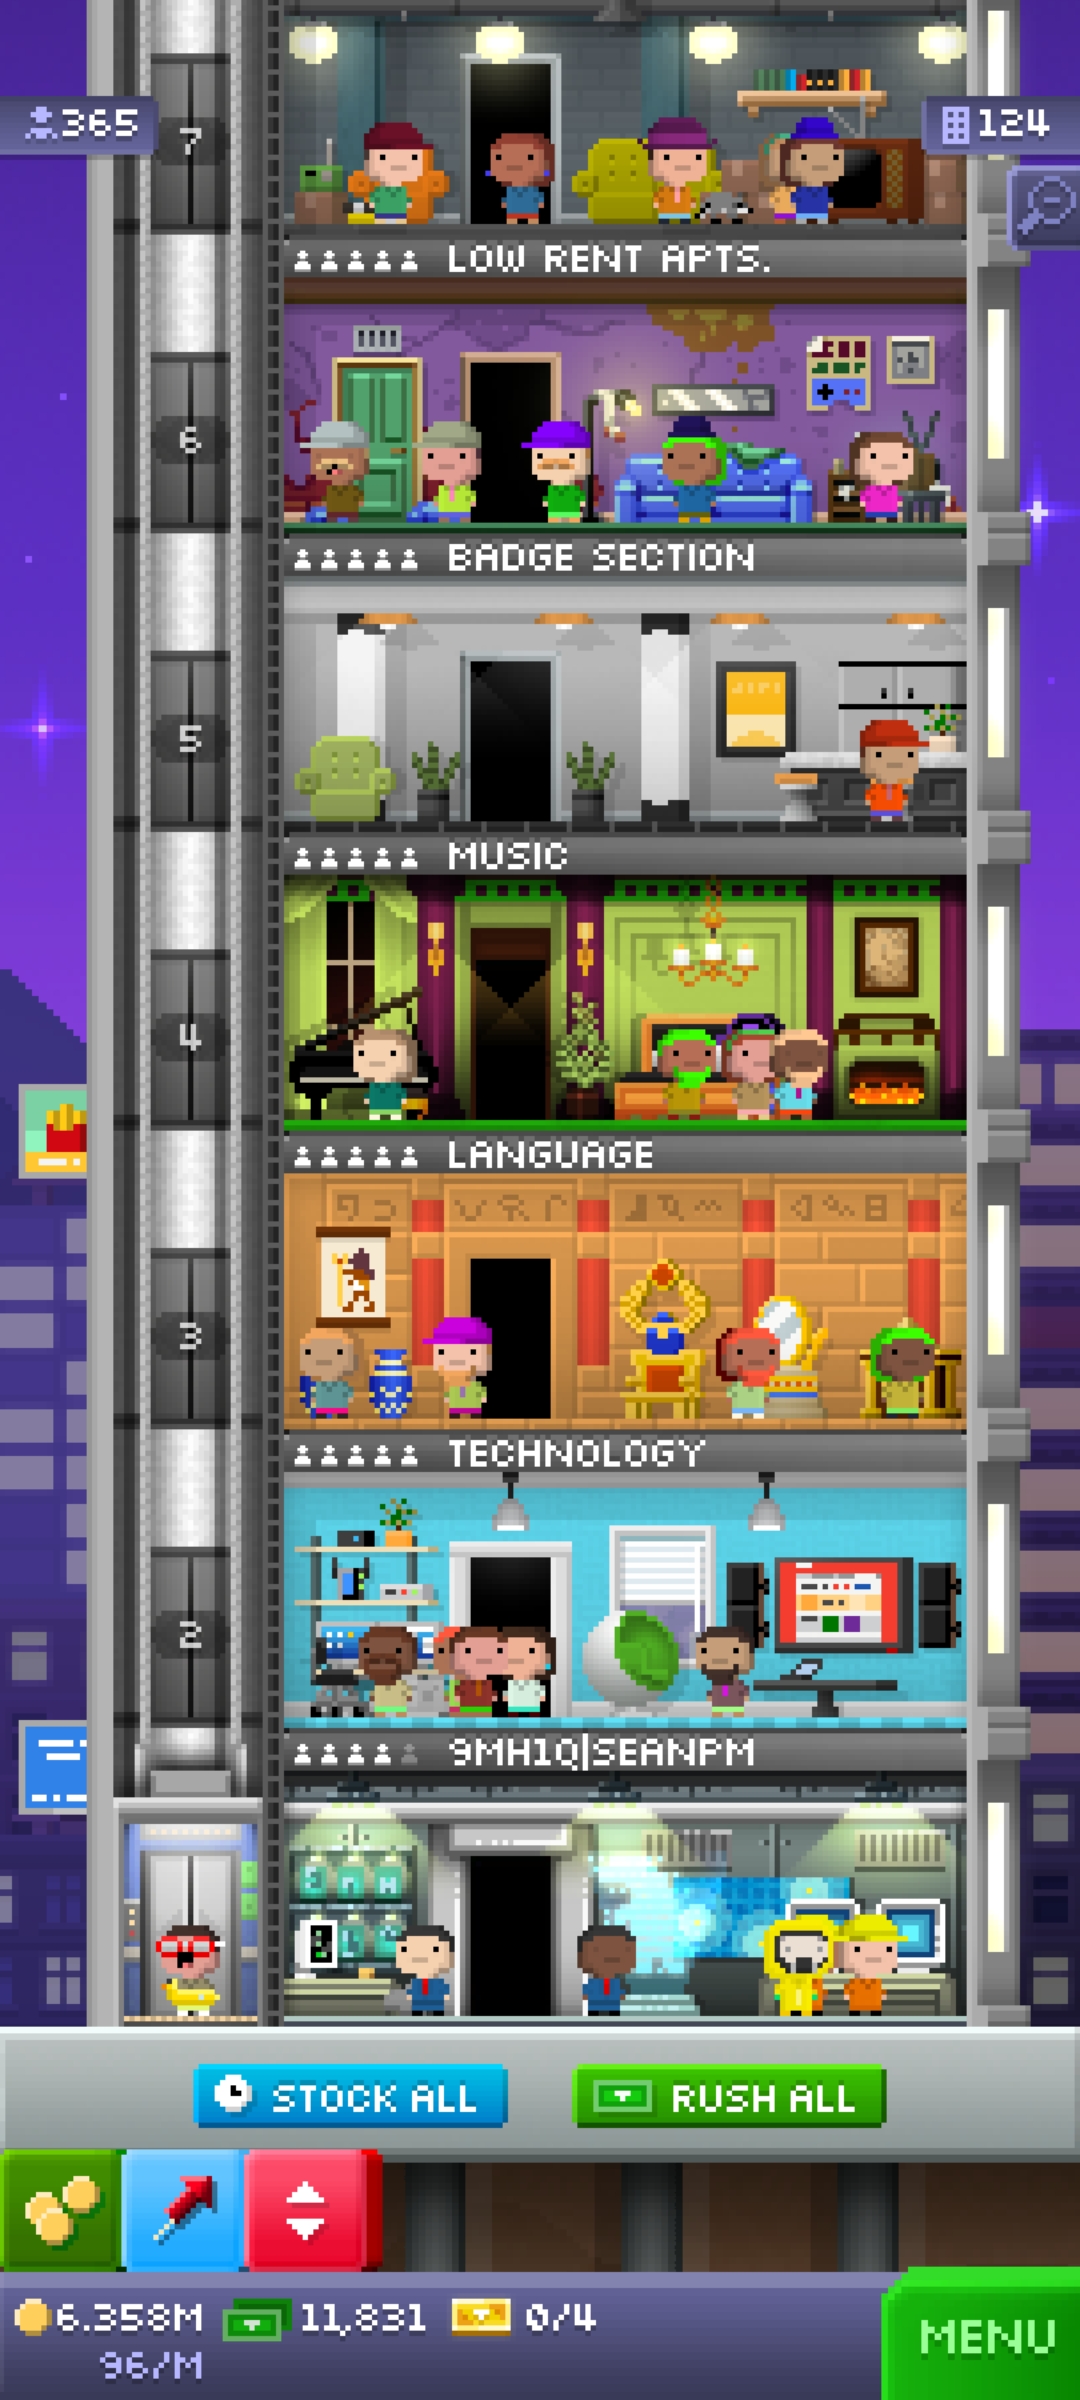 365
124
7
LOW RENT APTS.
6
BADGE SECTION
5
MUSIC
4
LANGUAGE
3
TECHNOLOGY
2
9MH1Q|SEANPM
STOCK ALL
RUSH ALL
6.358M
11,831
0/4
96/M
MENU